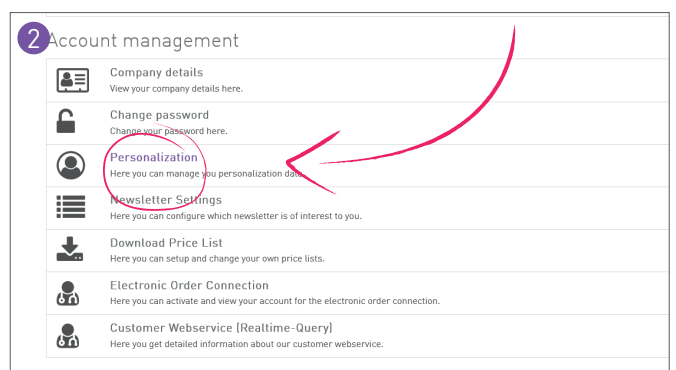 2
Account management
Company details
View your company details here.
Change password
Change your password here.
Personalization
Here you can manage you personalization data.
Newsletter Settings
Here you can configure which newsletter is of interest to you.
Download Price List
Here you can setup and change your own price lists.
Electronic Order Connection
Here you can activate and view your account for the electronic order connection.
Customer Webservice (Realtime-Query)
Here you get detailed information about our customer webservice.